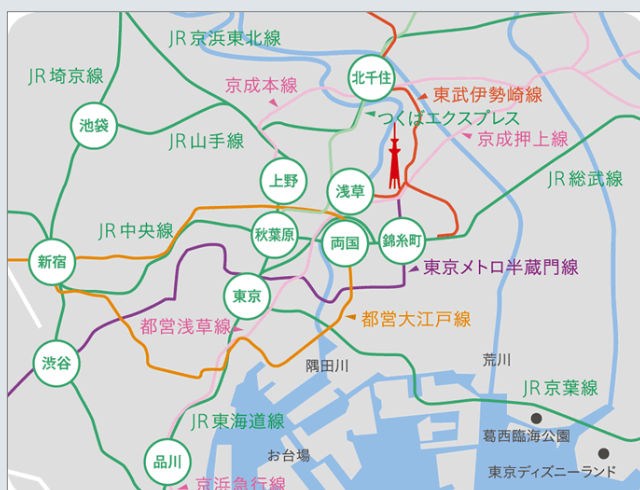 JR京浜東北線
JR埼京線
北千住
京成本線
東武伊勢崎線
つくばエクスプレス
池袋
JR山手線
京成押上線
上野
浅草
JR総武線
JR中央線
秋葉原
両国
錦糸町
新宿
東京メトロ半蔵門線
東京
都営浅草線
都営大江戸線
渋谷
隅田川
荒川
JR京葉線
JR東海道線
葛西臨海公園
品川
お台場
東京ディズニーランド
京浜急行線